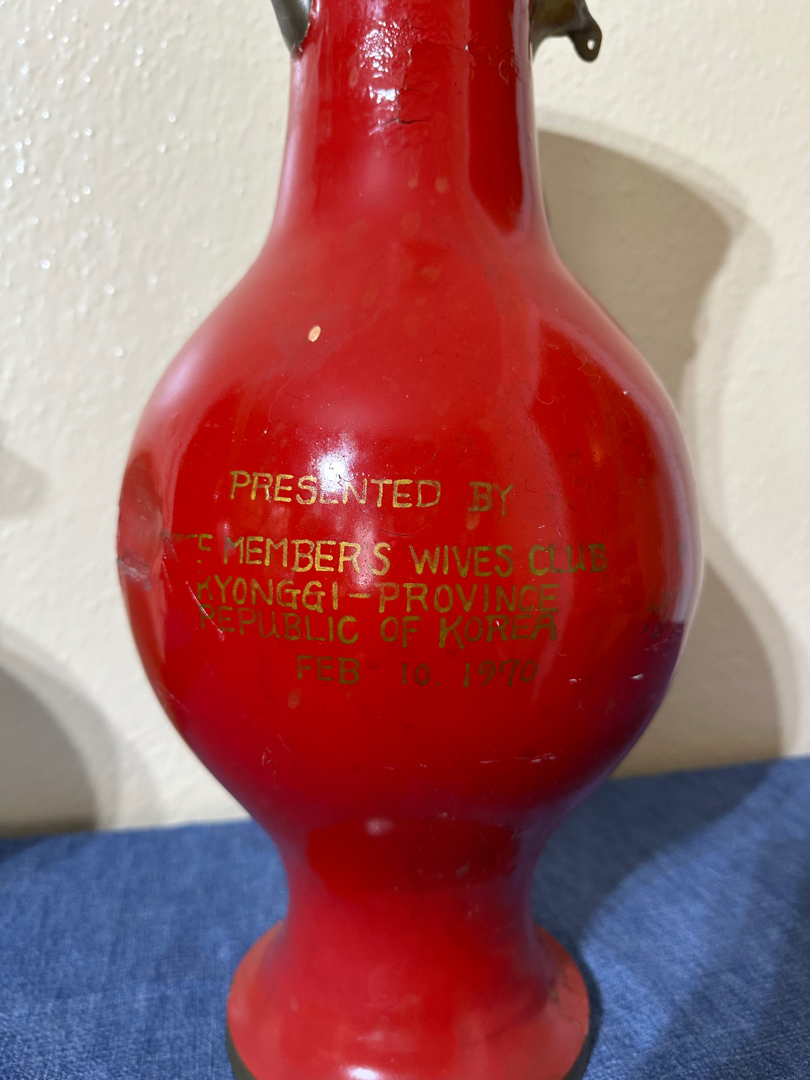 PRESENTED BY
MEMBER'S WIVES CLUB
KYONGGI-PROVINCE
REPUBLIC OF KOREA
FEB 10. 1970